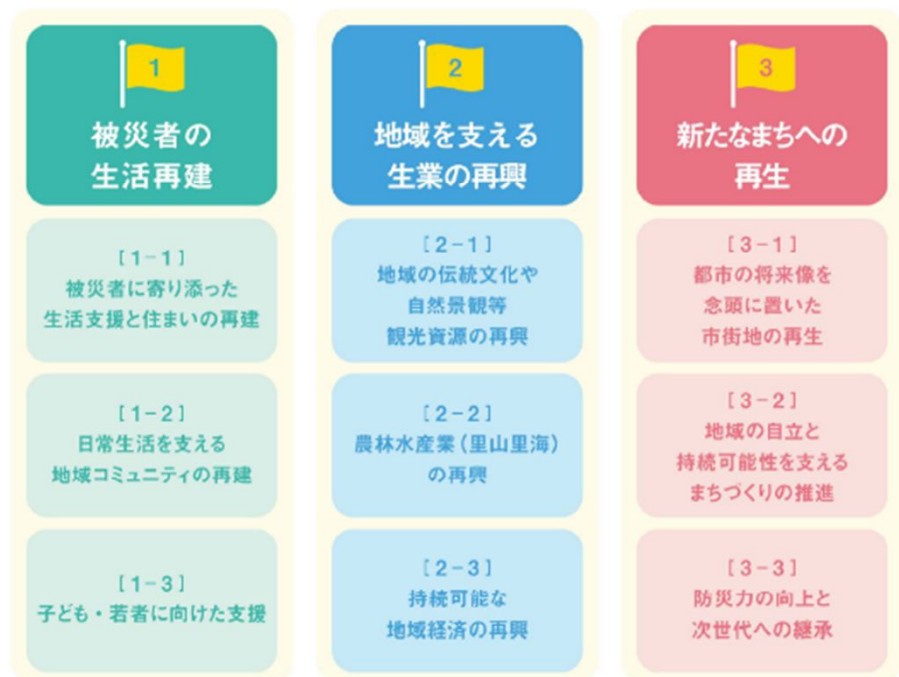 1
被災者の
生活再建
[1-1]
被災者に寄り添った
生活支援と住まいの再建
[1-2]
日常生活を支える
地域コミュニティの再建
[1-3]
子ども・若者に向けた支援
2
地域を支える
生業の再興
[2-1]
地域の伝統文化や
自然景観等
観光資源の再興
[2-2]
農林水産業(里山里海)
の再興
[2-3]
持続可能な
地域経済の再興
3
新たなまちへの
再生
[3-1]
都市の将来像を
念頭に置いた
市街地の再生
[3-2]
地域の自立と
持続可能性を支える
まちづくりの推進
[3-3]
防災力の向上と
次世代への継承